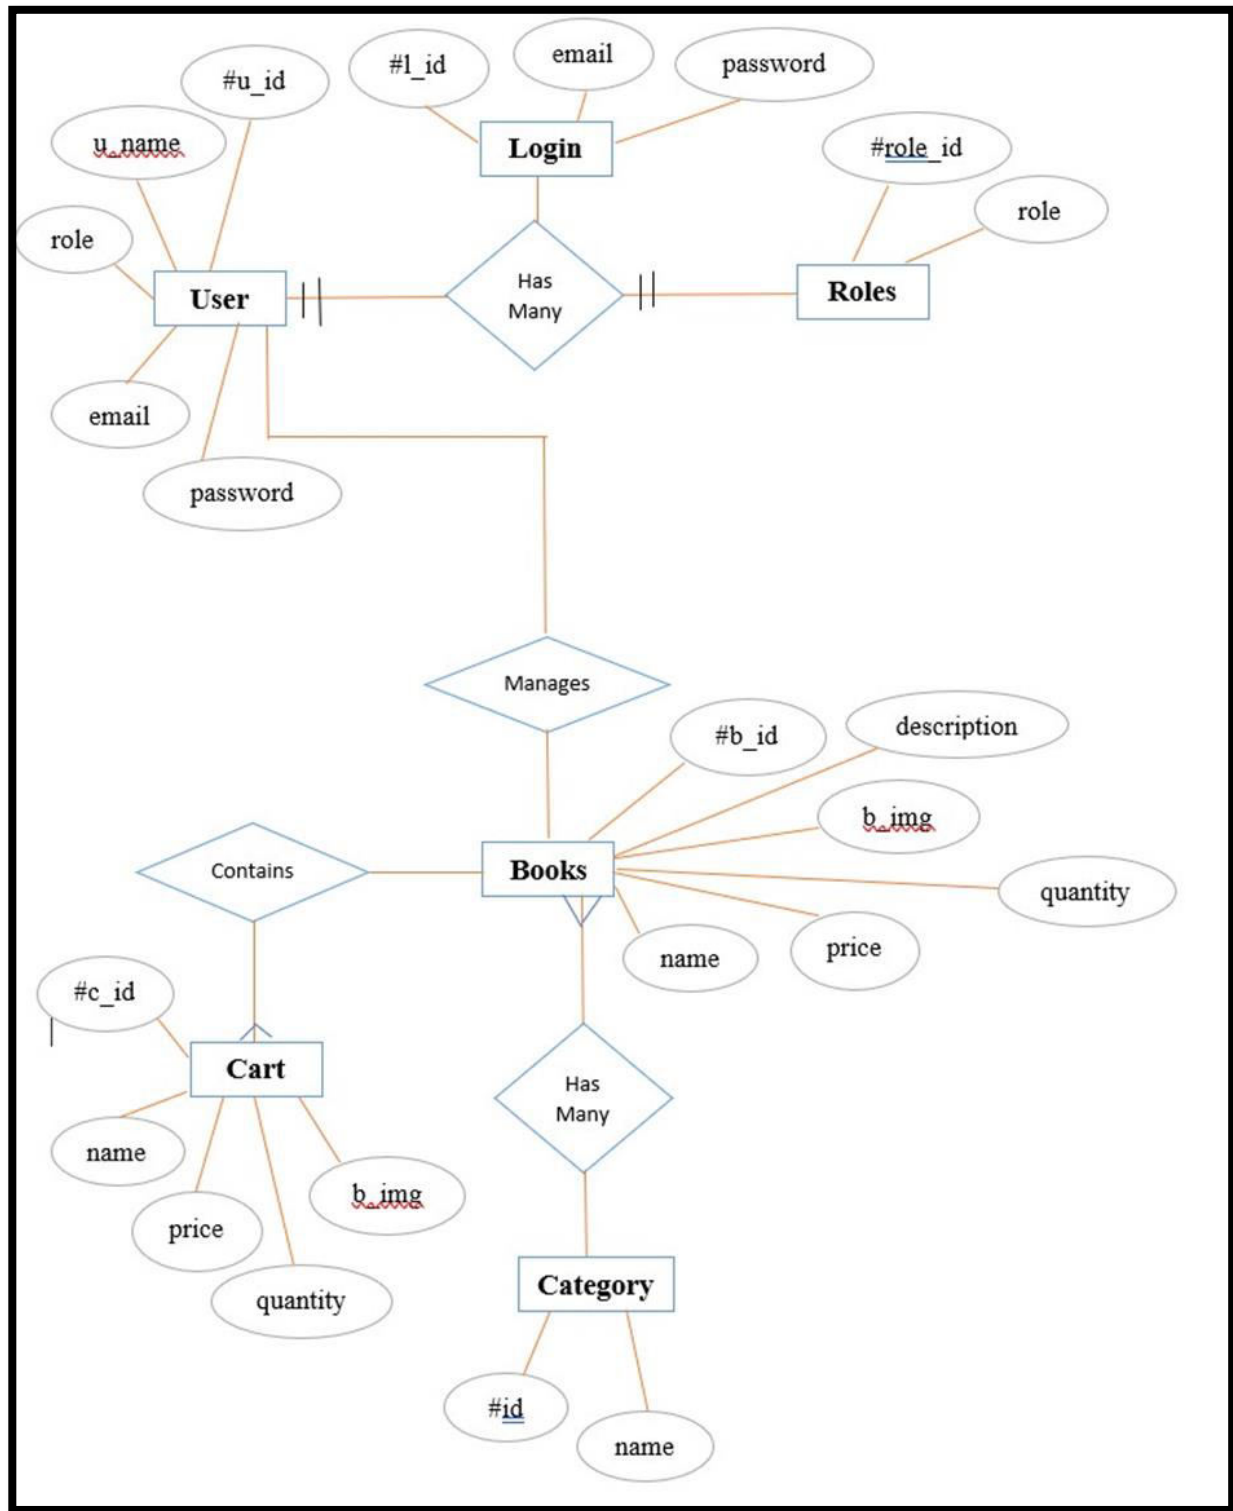 #l_id
email
password
#u_id
u_name
Login
#role_id
role
role
User
Has
Many
Roles
email
password
Manages
#b_id
description
b_img
Contains
Books
quantity
name
price
#c_id
Cart
Has
Many
name
b_img
price
quantity
Category
#id
name